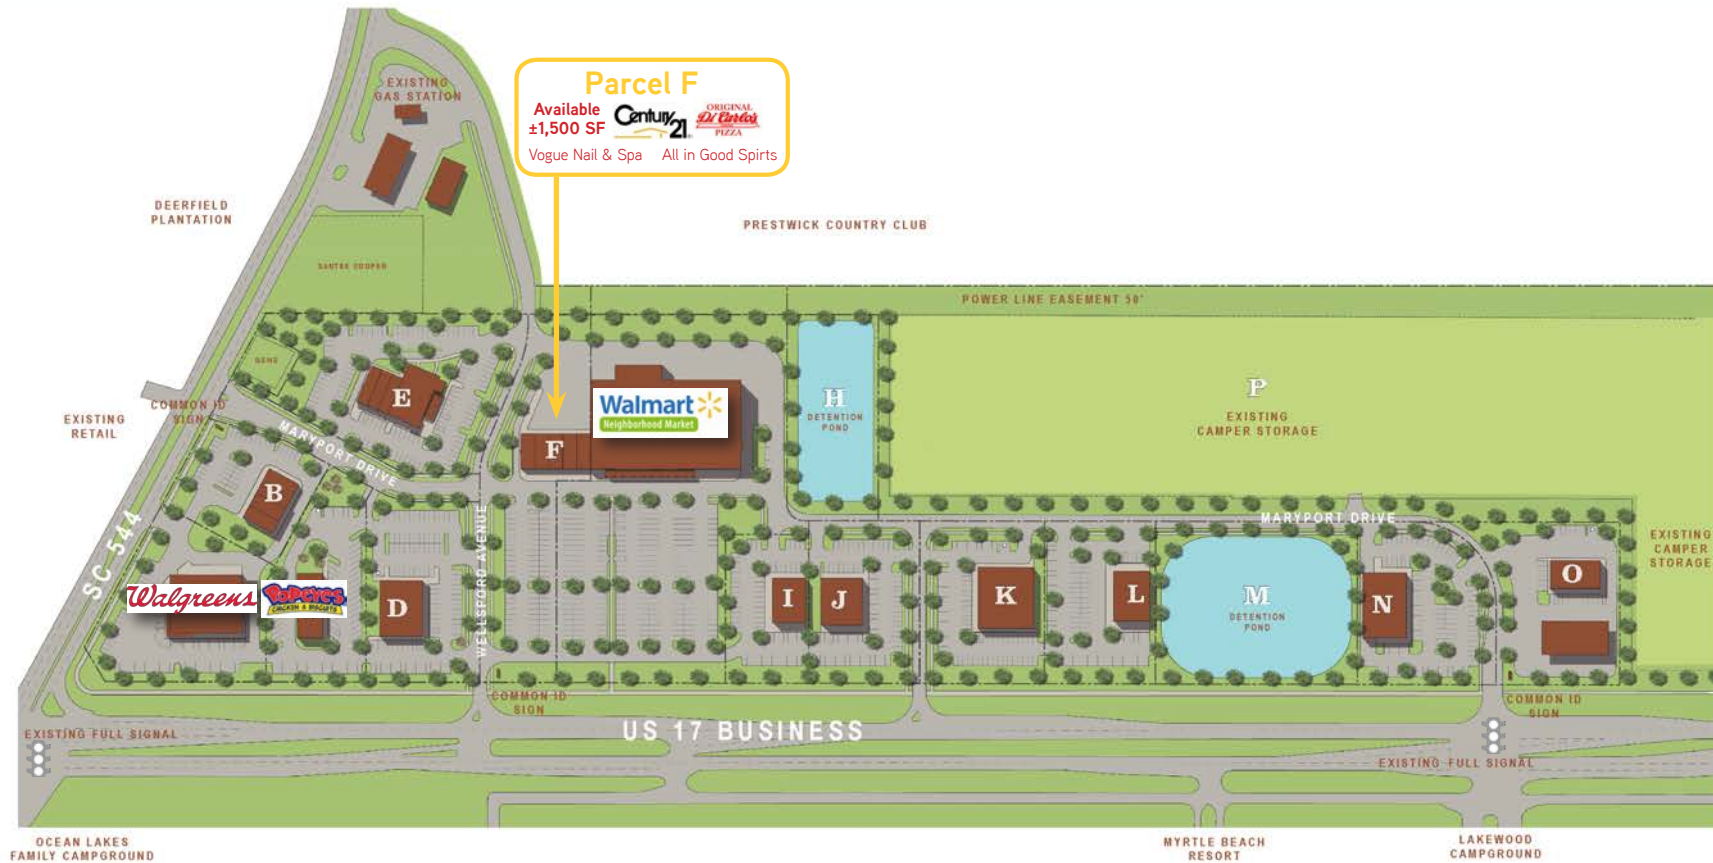 EXISTING
GAS STATION
Parcel F
Available
±1,500 SF
Century 21
ORIGINAL
Di Carlo's
PIZZA
Vogue Nail & Spa All in Good Spirts
DEERFIELD
PLANTATION
PRESTWICK COUNTRY CLUB
SANTEE COOPER
POWER LINE EASEMENT 50'
E
Walmart
Neighborhood Market
H
DETENTION
POND
P
EXISTING
CAMPER STORAGE
EXISTING
RETAIL
COMMON ID
SIGN
MARYPORT DRIVE
F
B
SC 544
WELLSFORD AVENUE
MARYPORT DRIVE
EXISTING
CAMPER
STORAGE
Walgreens
POPEYES
CHICKEN & BISCUITS
D
I
J
K
L
M
DETENTION
POND
N
O
COMMON ID
SIGN
COMMON ID
SIGN
US 17 BUSINESS
EXISTING FULL SIGNAL
EXISTING FULL SIGNAL
OCEAN LAKES
FAMILY CAMPGROUND
MYRTLE BEACH
RESORT
LAKEWOOD
CAMPGROUND